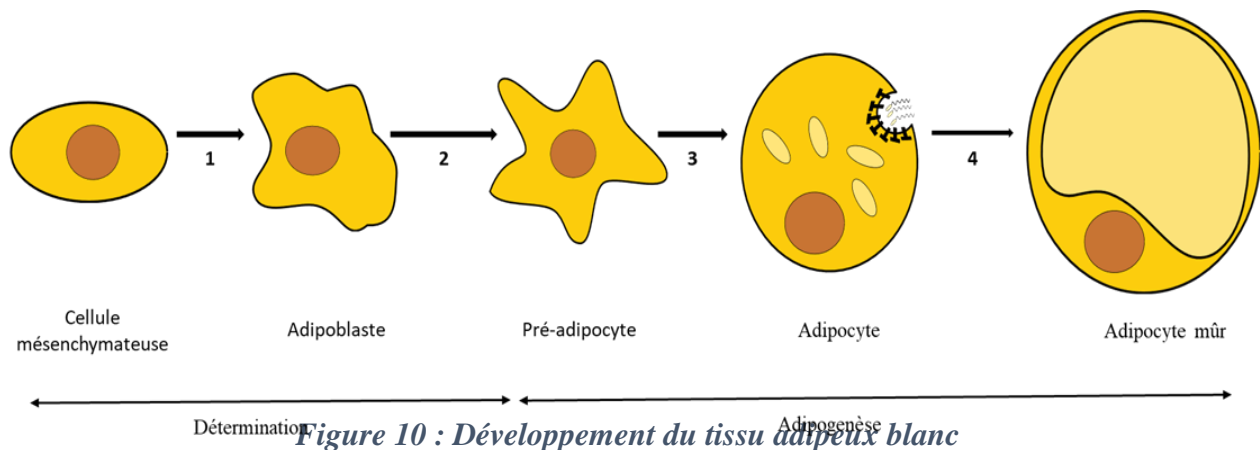 1
2
3
4
Cellule
mésenchymateuse
Adipoblaste
Pré-adipocyte
Adipocyte
Adipocyte mûr
Détermination
Adipogenèse
Figure 10 : Développement du tissu adipeux blanc